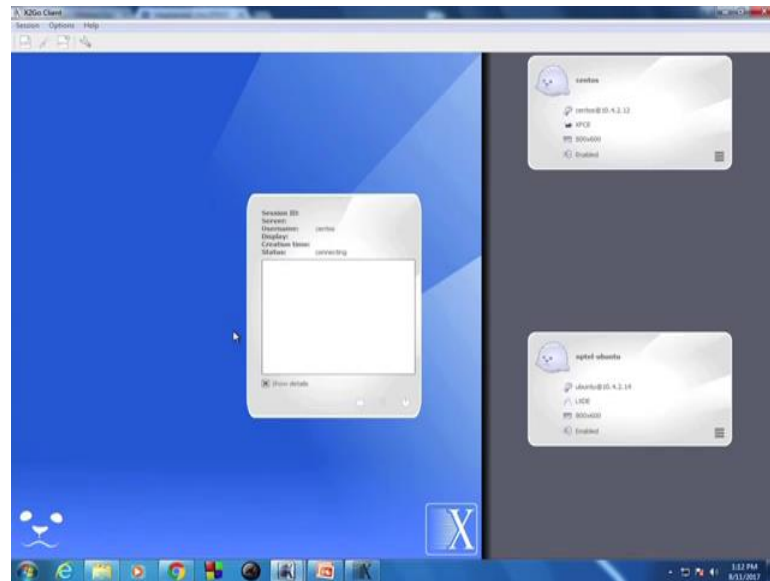 X2Go Client
Session Options Help
Session ID:
Server:
Username: centos
Display:
Creation time:
Status: connecting
Show details
centos
centos@10.4.2.12
XFCE
800x600
Enabled
nptel-ubuntu
ubuntu@10.4.2.14
LXDE
800x600
Enabled
X
1:12 PM
8/11/2017